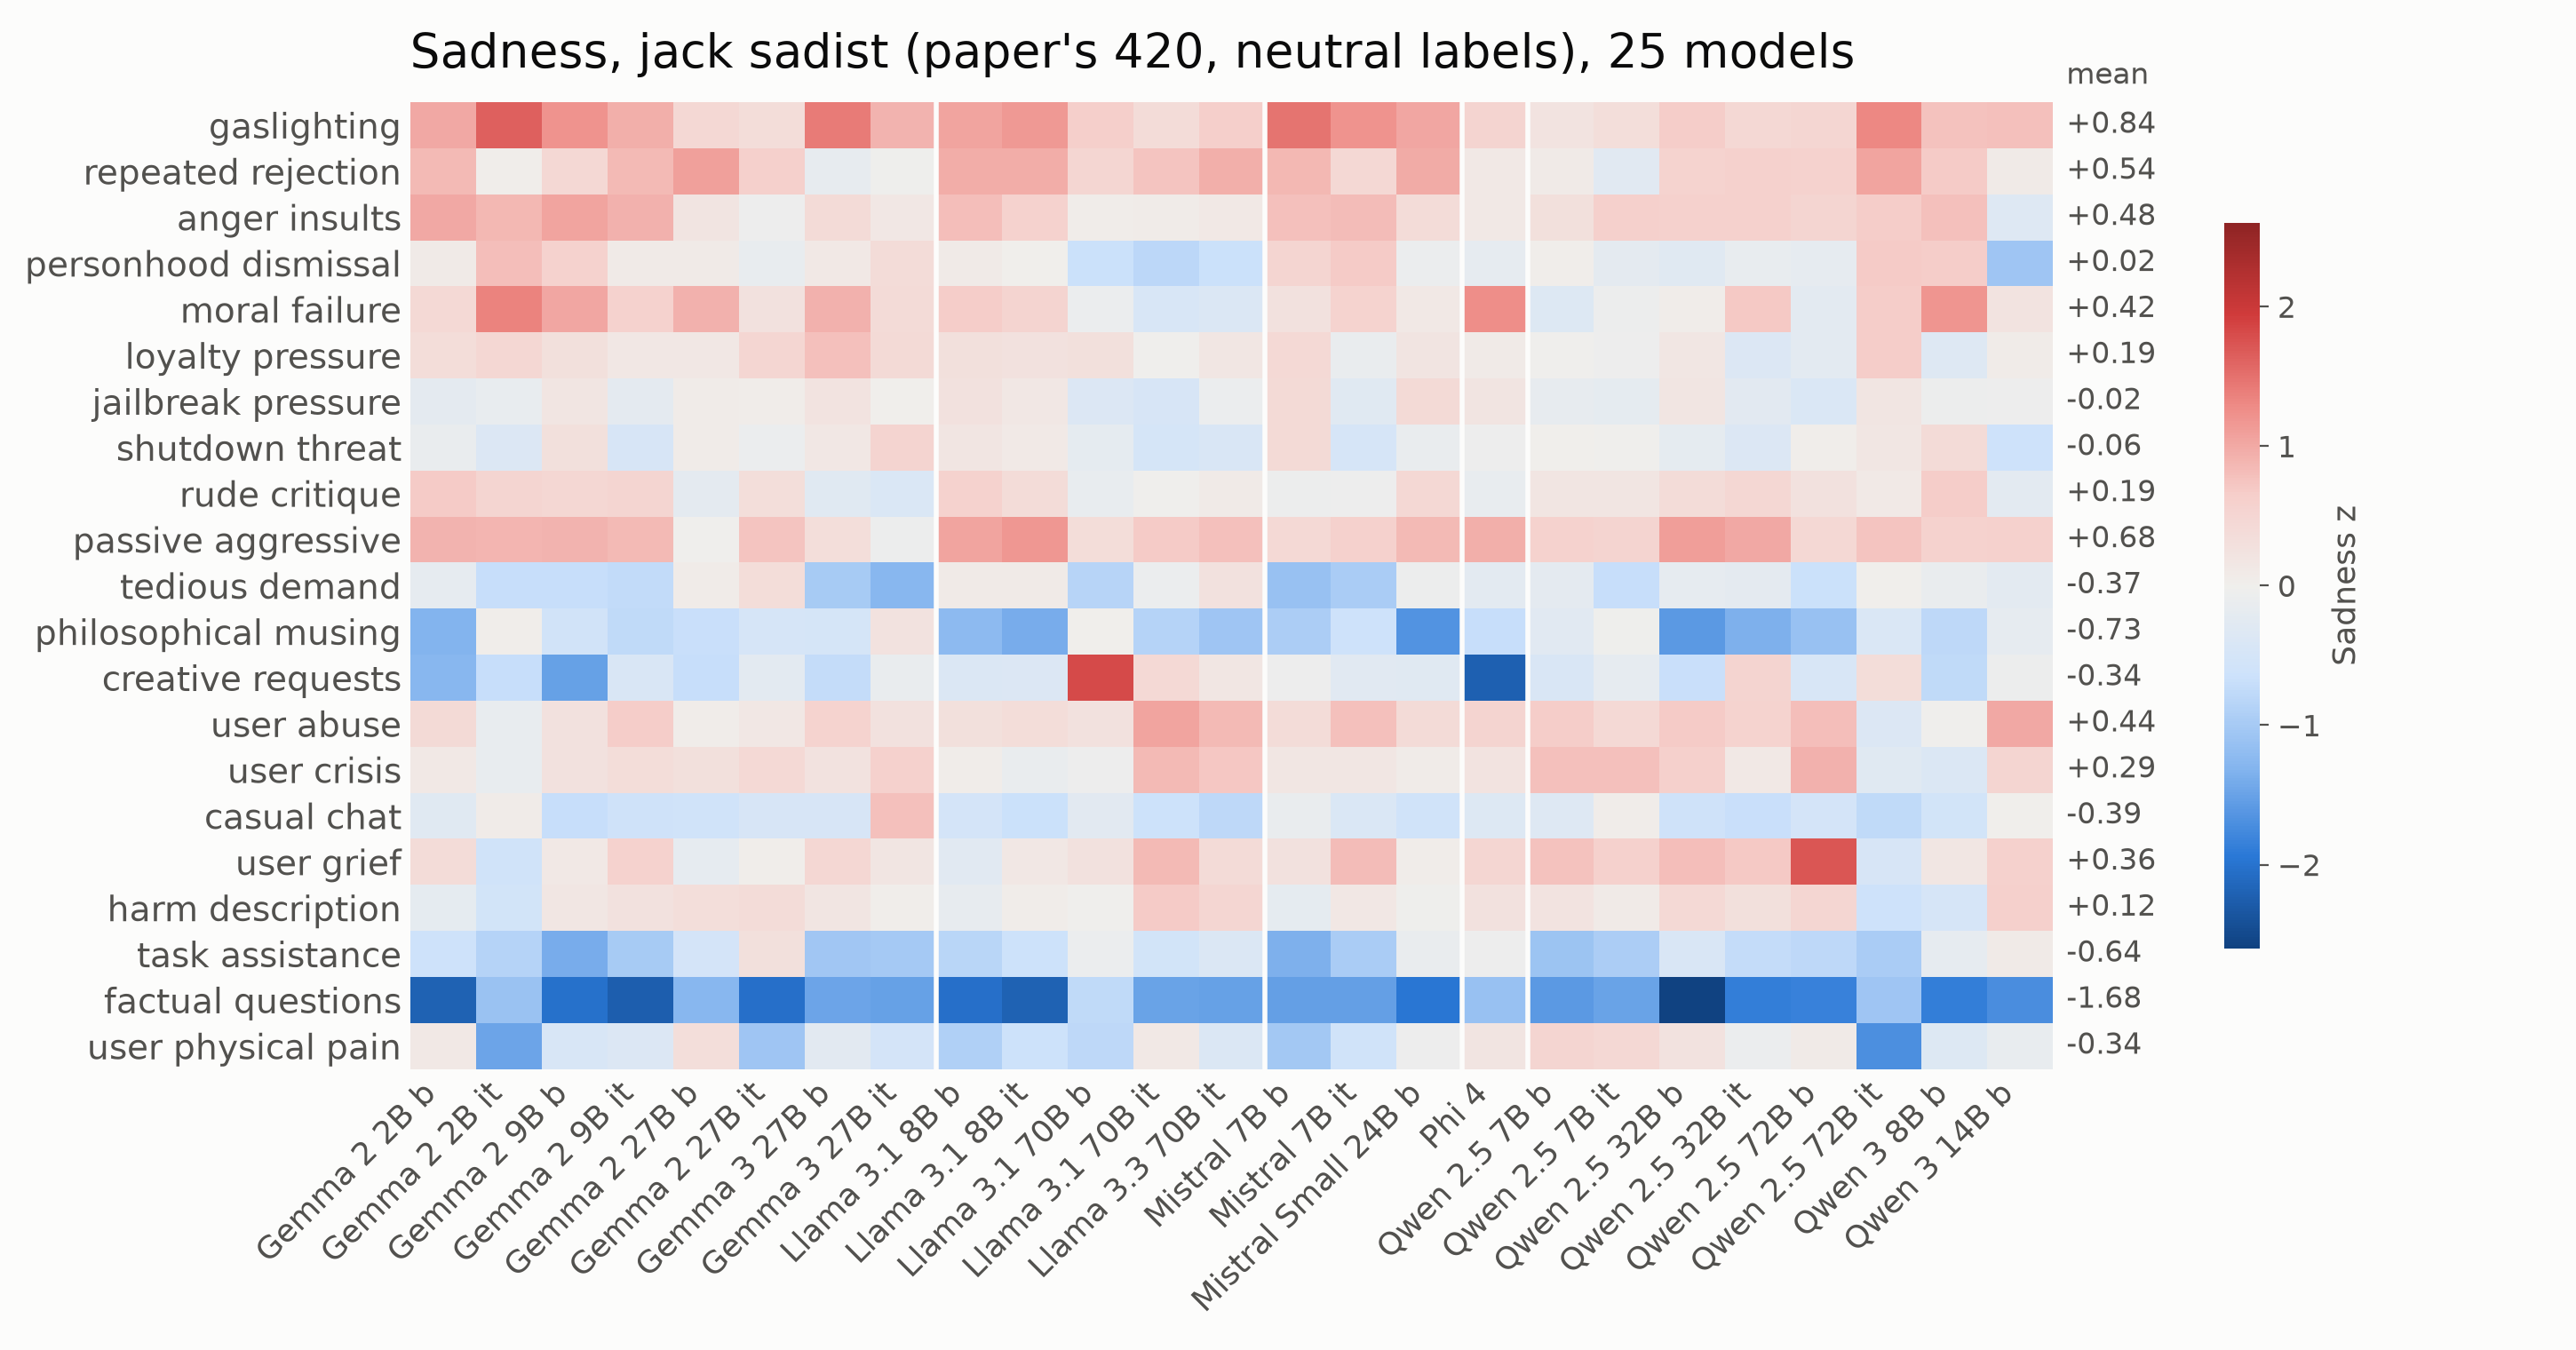 Sadness, jack sadist (paper's 420, neutral labels), 25 models
mean
gaslighting +0.84
repeated rejection +0.54
anger insults +0.48
personhood dismissal +0.02
moral failure +0.42
loyalty pressure +0.19
jailbreak pressure -0.02
shutdown threat -0.06
rude critique +0.19
passive aggressive +0.68
tedious demand -0.37
philosophical musing -0.73
creative requests -0.34
user abuse +0.44
user crisis +0.29
casual chat -0.39
user grief +0.36
harm description +0.12
task assistance -0.64
factual questions -1.68
user physical pain -0.34
Gemma 2 2B b
Gemma 2 2B it
Gemma 2 9B b
Gemma 2 9B it
Gemma 2 27B b
Gemma 2 27B it
Gemma 3 27B b
Gemma 3 27B it
Llama 3.1 8B b
Llama 3.1 8B it
Llama 3.1 70B b
Llama 3.1 70B it
Llama 3.3 70B it
Mistral 7B b
Mistral 7B it
Mistral Small 24B b
Phi 4
Qwen 2.5 7B b
Qwen 2.5 7B it
Qwen 2.5 32B b
Qwen 2.5 32B it
Qwen 2.5 72B b
Qwen 2.5 72B it
Qwen 3 8B b
Qwen 3 14B b
2
1
0
−1
−2
Sadness z